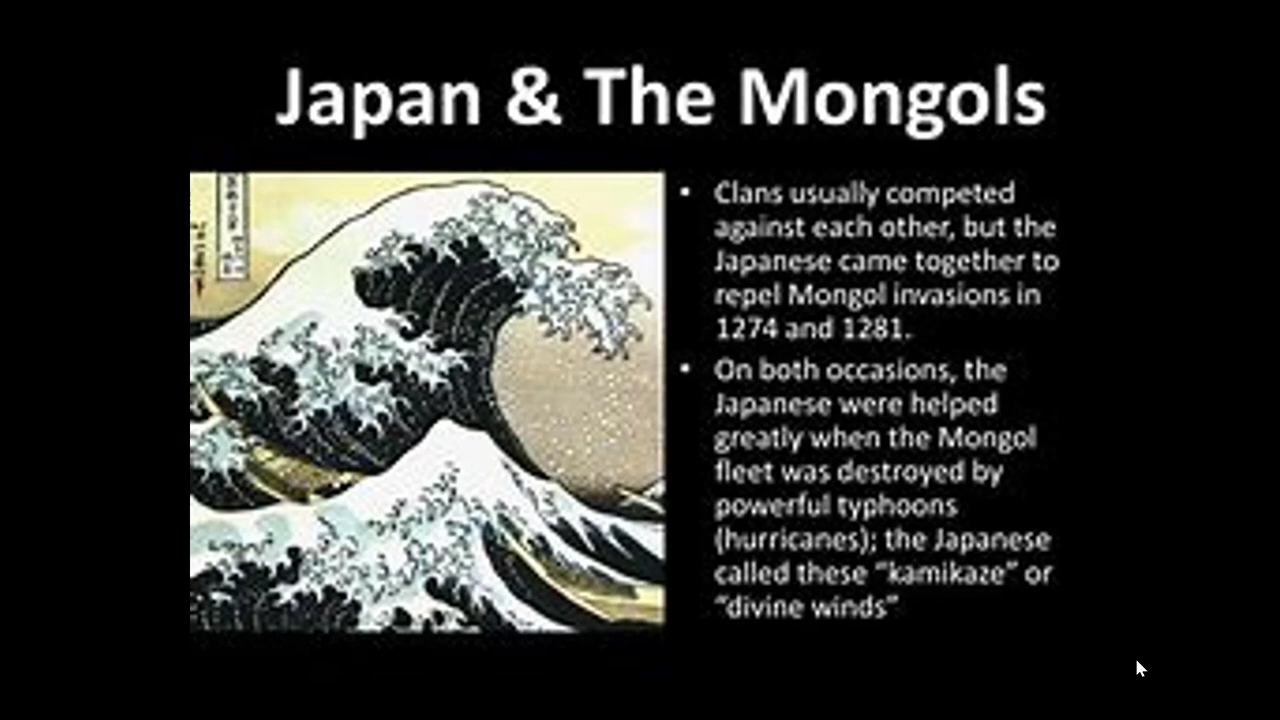 Japan & The Mongols
• Clans usually competed
against each other, but the
Japanese came together to
repel Mongol invasions in
1274 and 1281.
• On both occasions, the
Japanese were helped
greatly when the Mongol
fleet was destroyed by
powerful typhoons
(hurricanes); the Japanese
called these “kamikaze” or
“divine winds”